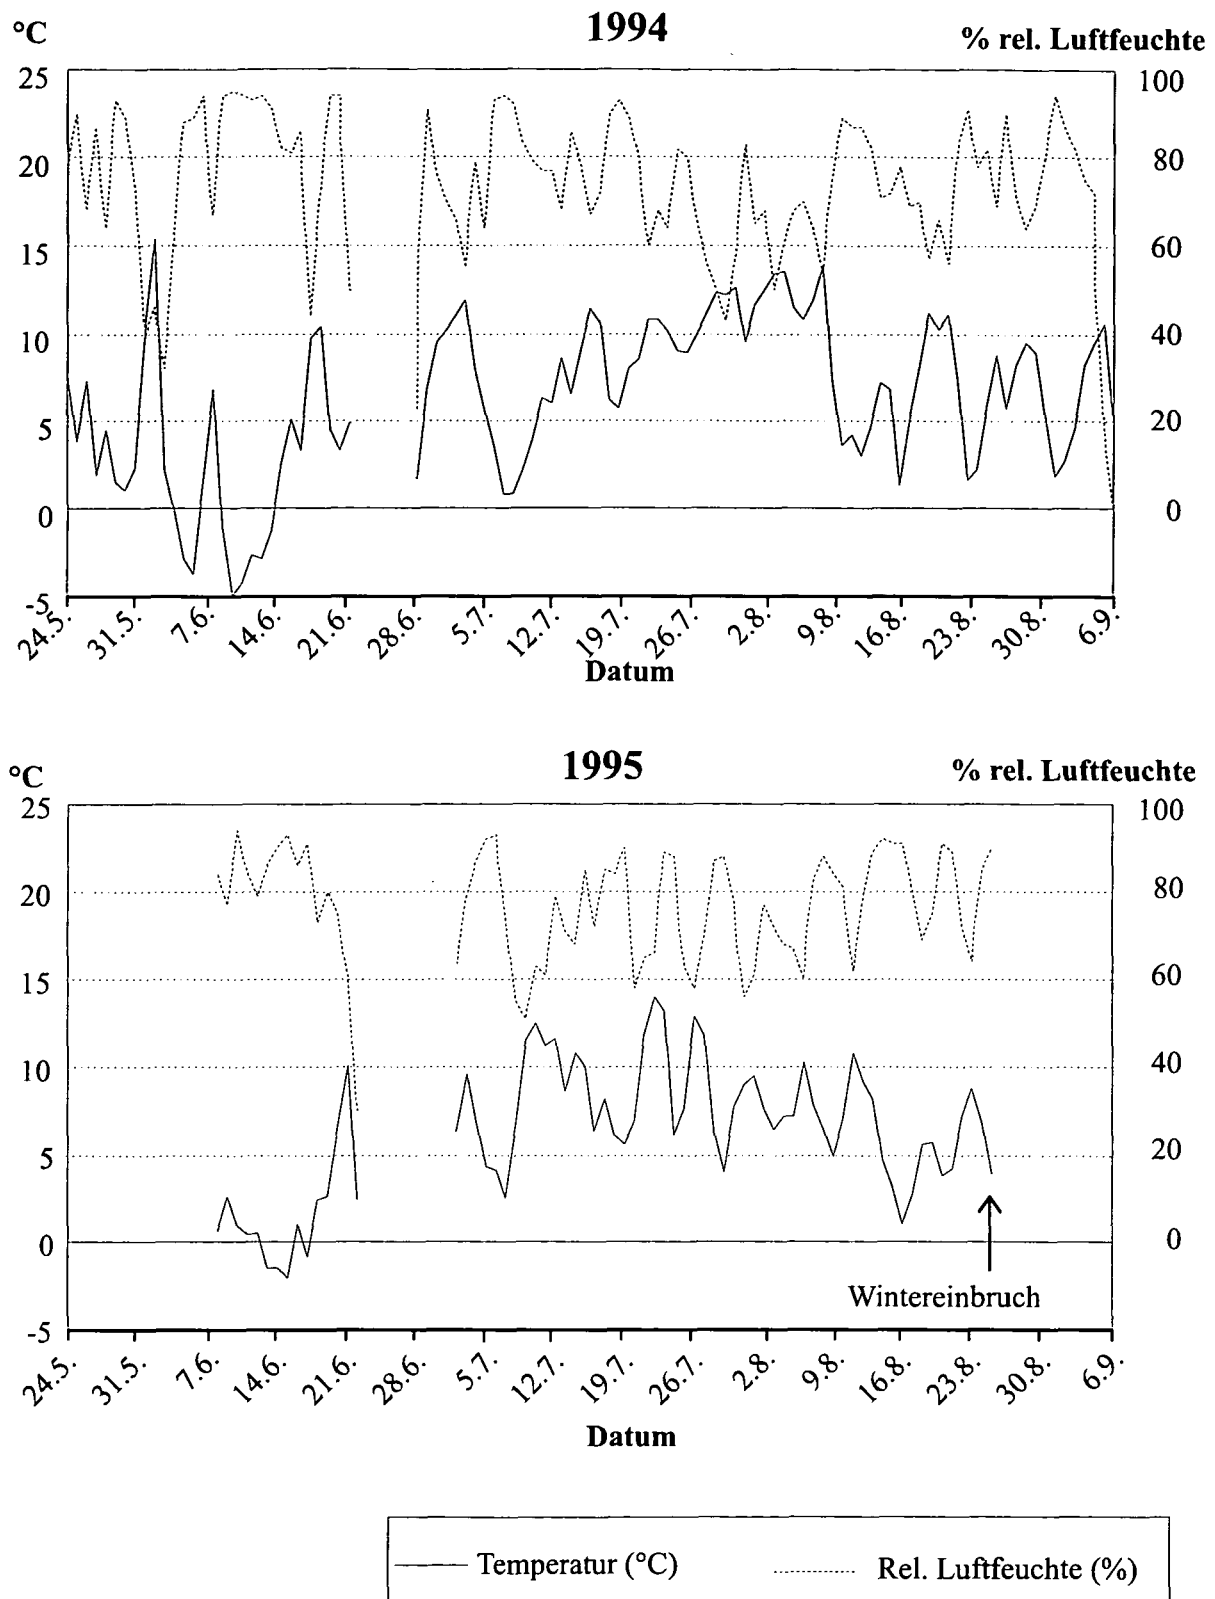 1994
°C
% rel. Luftfeuchte
25
100
20
80
15
60
10
40
5
20
0
0
-5
24.5. 31.5. 7.6. 14.6. 21.6. 28.6. 5.7. 12.7. 19.7. 26.7. 2.8. 9.8. 16.8. 23.8. 30.8. 6.9.
Datum
1995
°C
% rel. Luftfeuchte
25
100
20
80
15
60
10
40
5
20
0
0
Wintereinbruch
-5
24.5. 31.5. 7.6. 14.6. 21.6. 28.6. 5.7. 12.7. 19.7. 26.7. 2.8. 9.8. 16.8. 23.8. 30.8. 6.9.
Datum
Temperatur (°C)
Rel. Luftfeuchte (%)